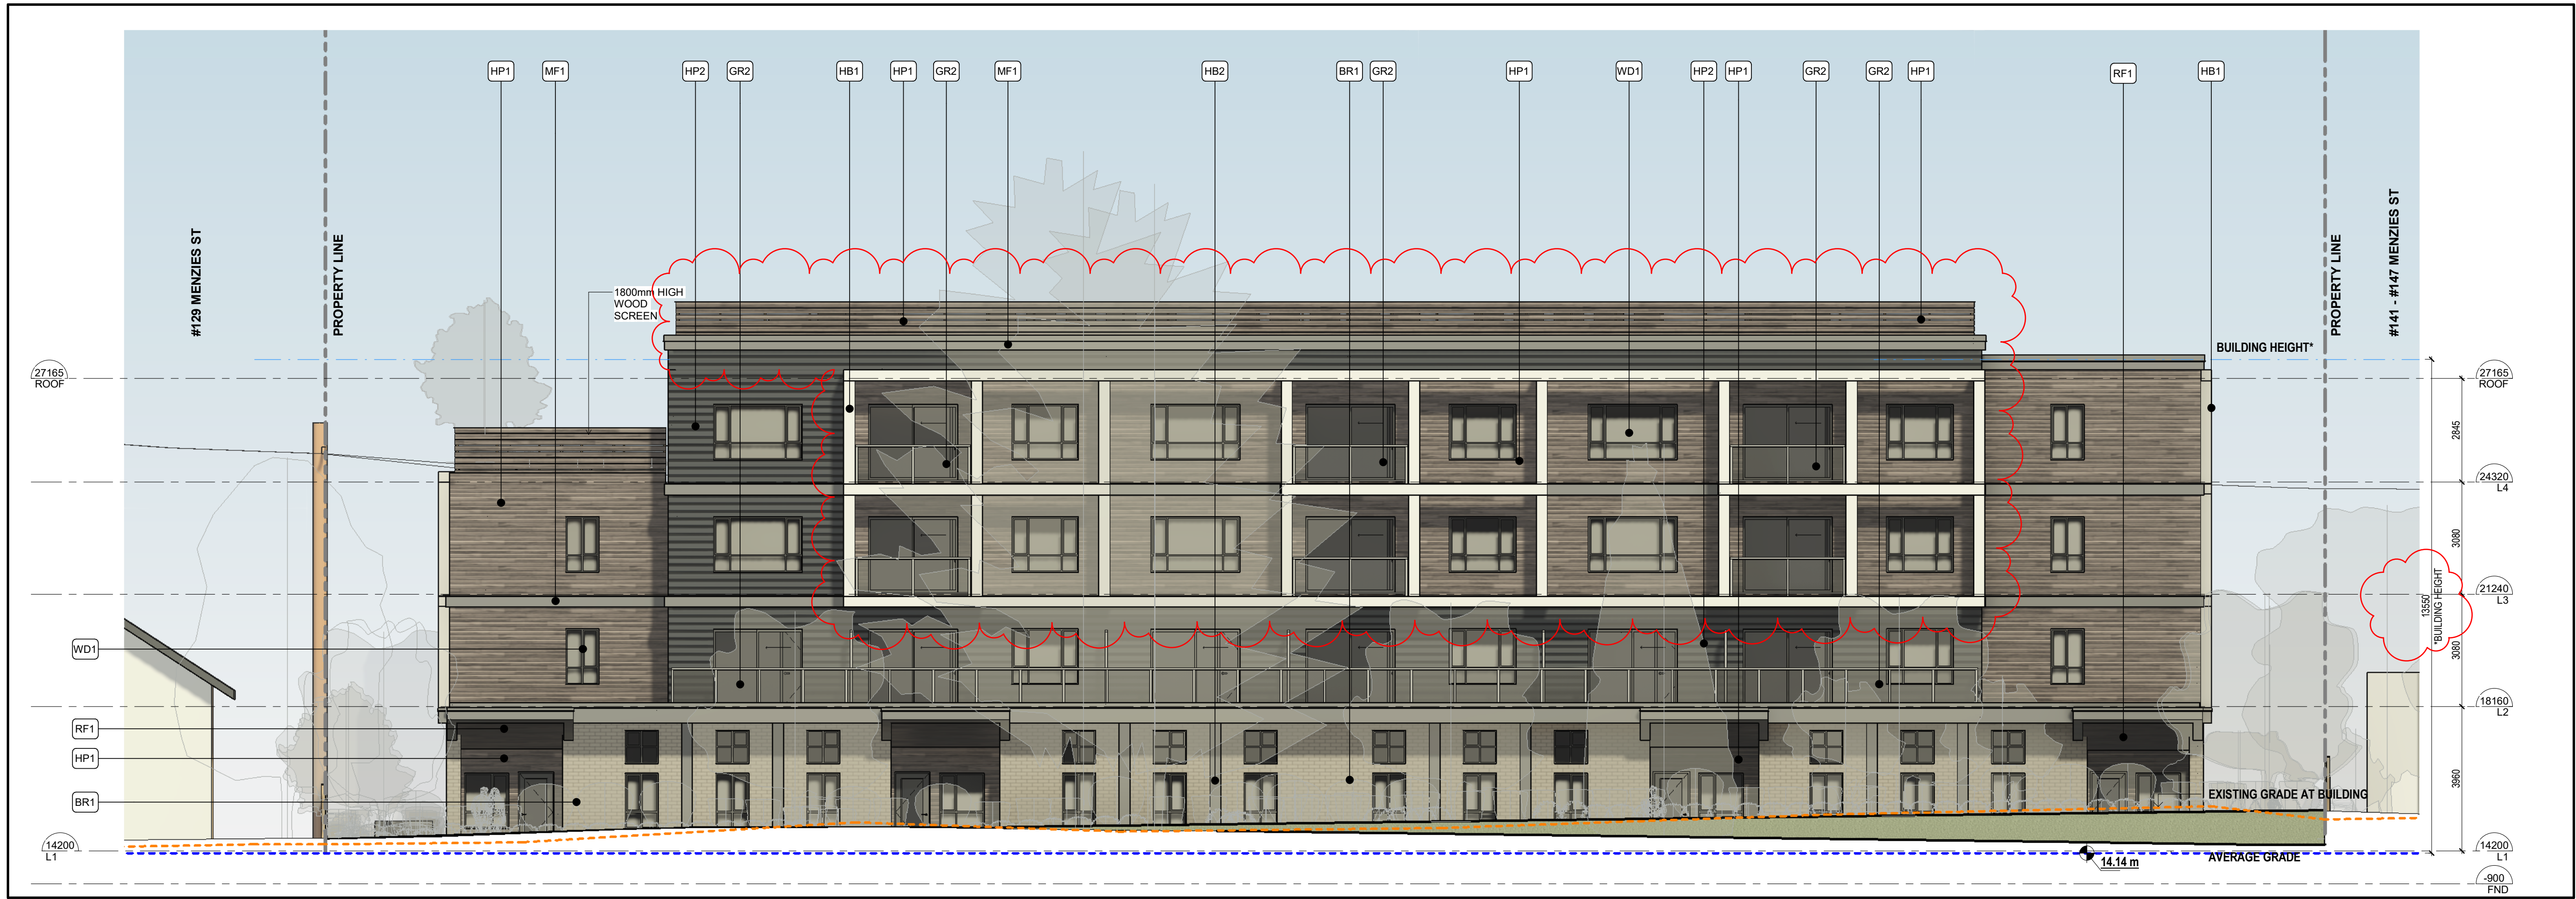 HP1 MF1 HP2 GR2 HB1 HP1 GR2 MF1 HB2 BR1 GR2 HP1 WD1 HP2 HP1 GR2 GR2 HP1 RF1 HB1
#129 MENZIES ST
PROPERTY LINE
PROPERTY LINE
#141 - #147 MENZIES ST
1800mm HIGH
WOOD
SCREEN
BUILDING HEIGHT*
27165
ROOF
27165
ROOF
2845
24320
L4
3080
21240
L3
13550
*BUILDING HEIGHT
3080
WD1
18160
L2
RF1
HP1
BR1
3960
EXISTING GRADE AT BUILDING
14200
L1
14200
L1
AVERAGE GRADE
14.14 m
-900
FND